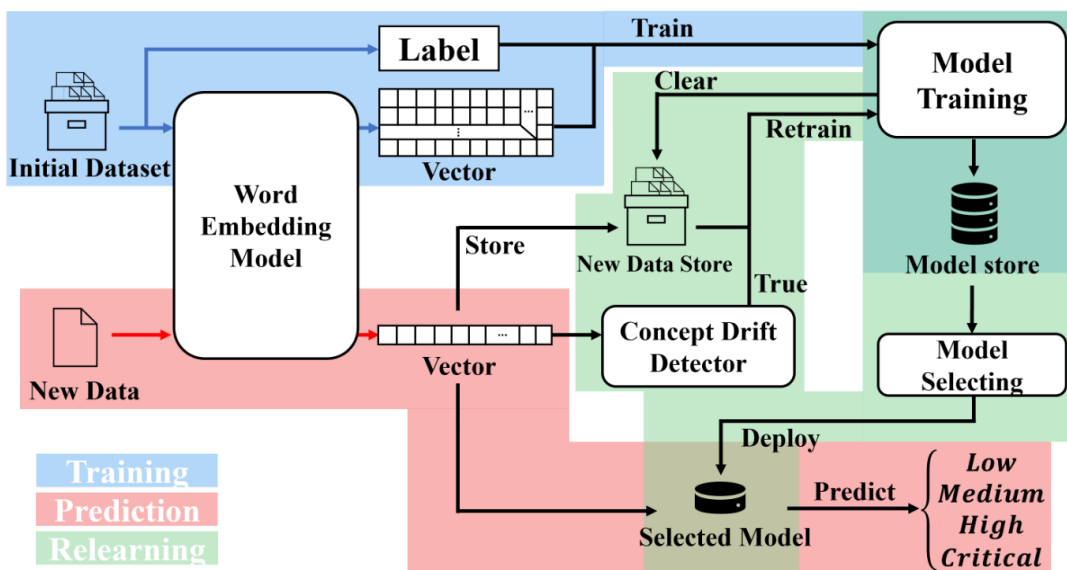 Label
Train
Model
Training
Clear
Retrain
...
⋮
Initial Dataset
Vector
Word
Embedding
Model
Store
New Data Store
Model store
True
...
Concept Drift
Detector
Vector
New Data
Model
Selecting
Deploy
Training
Prediction
Relearning
Selected Model
Predict
Low
Medium
High
Critical